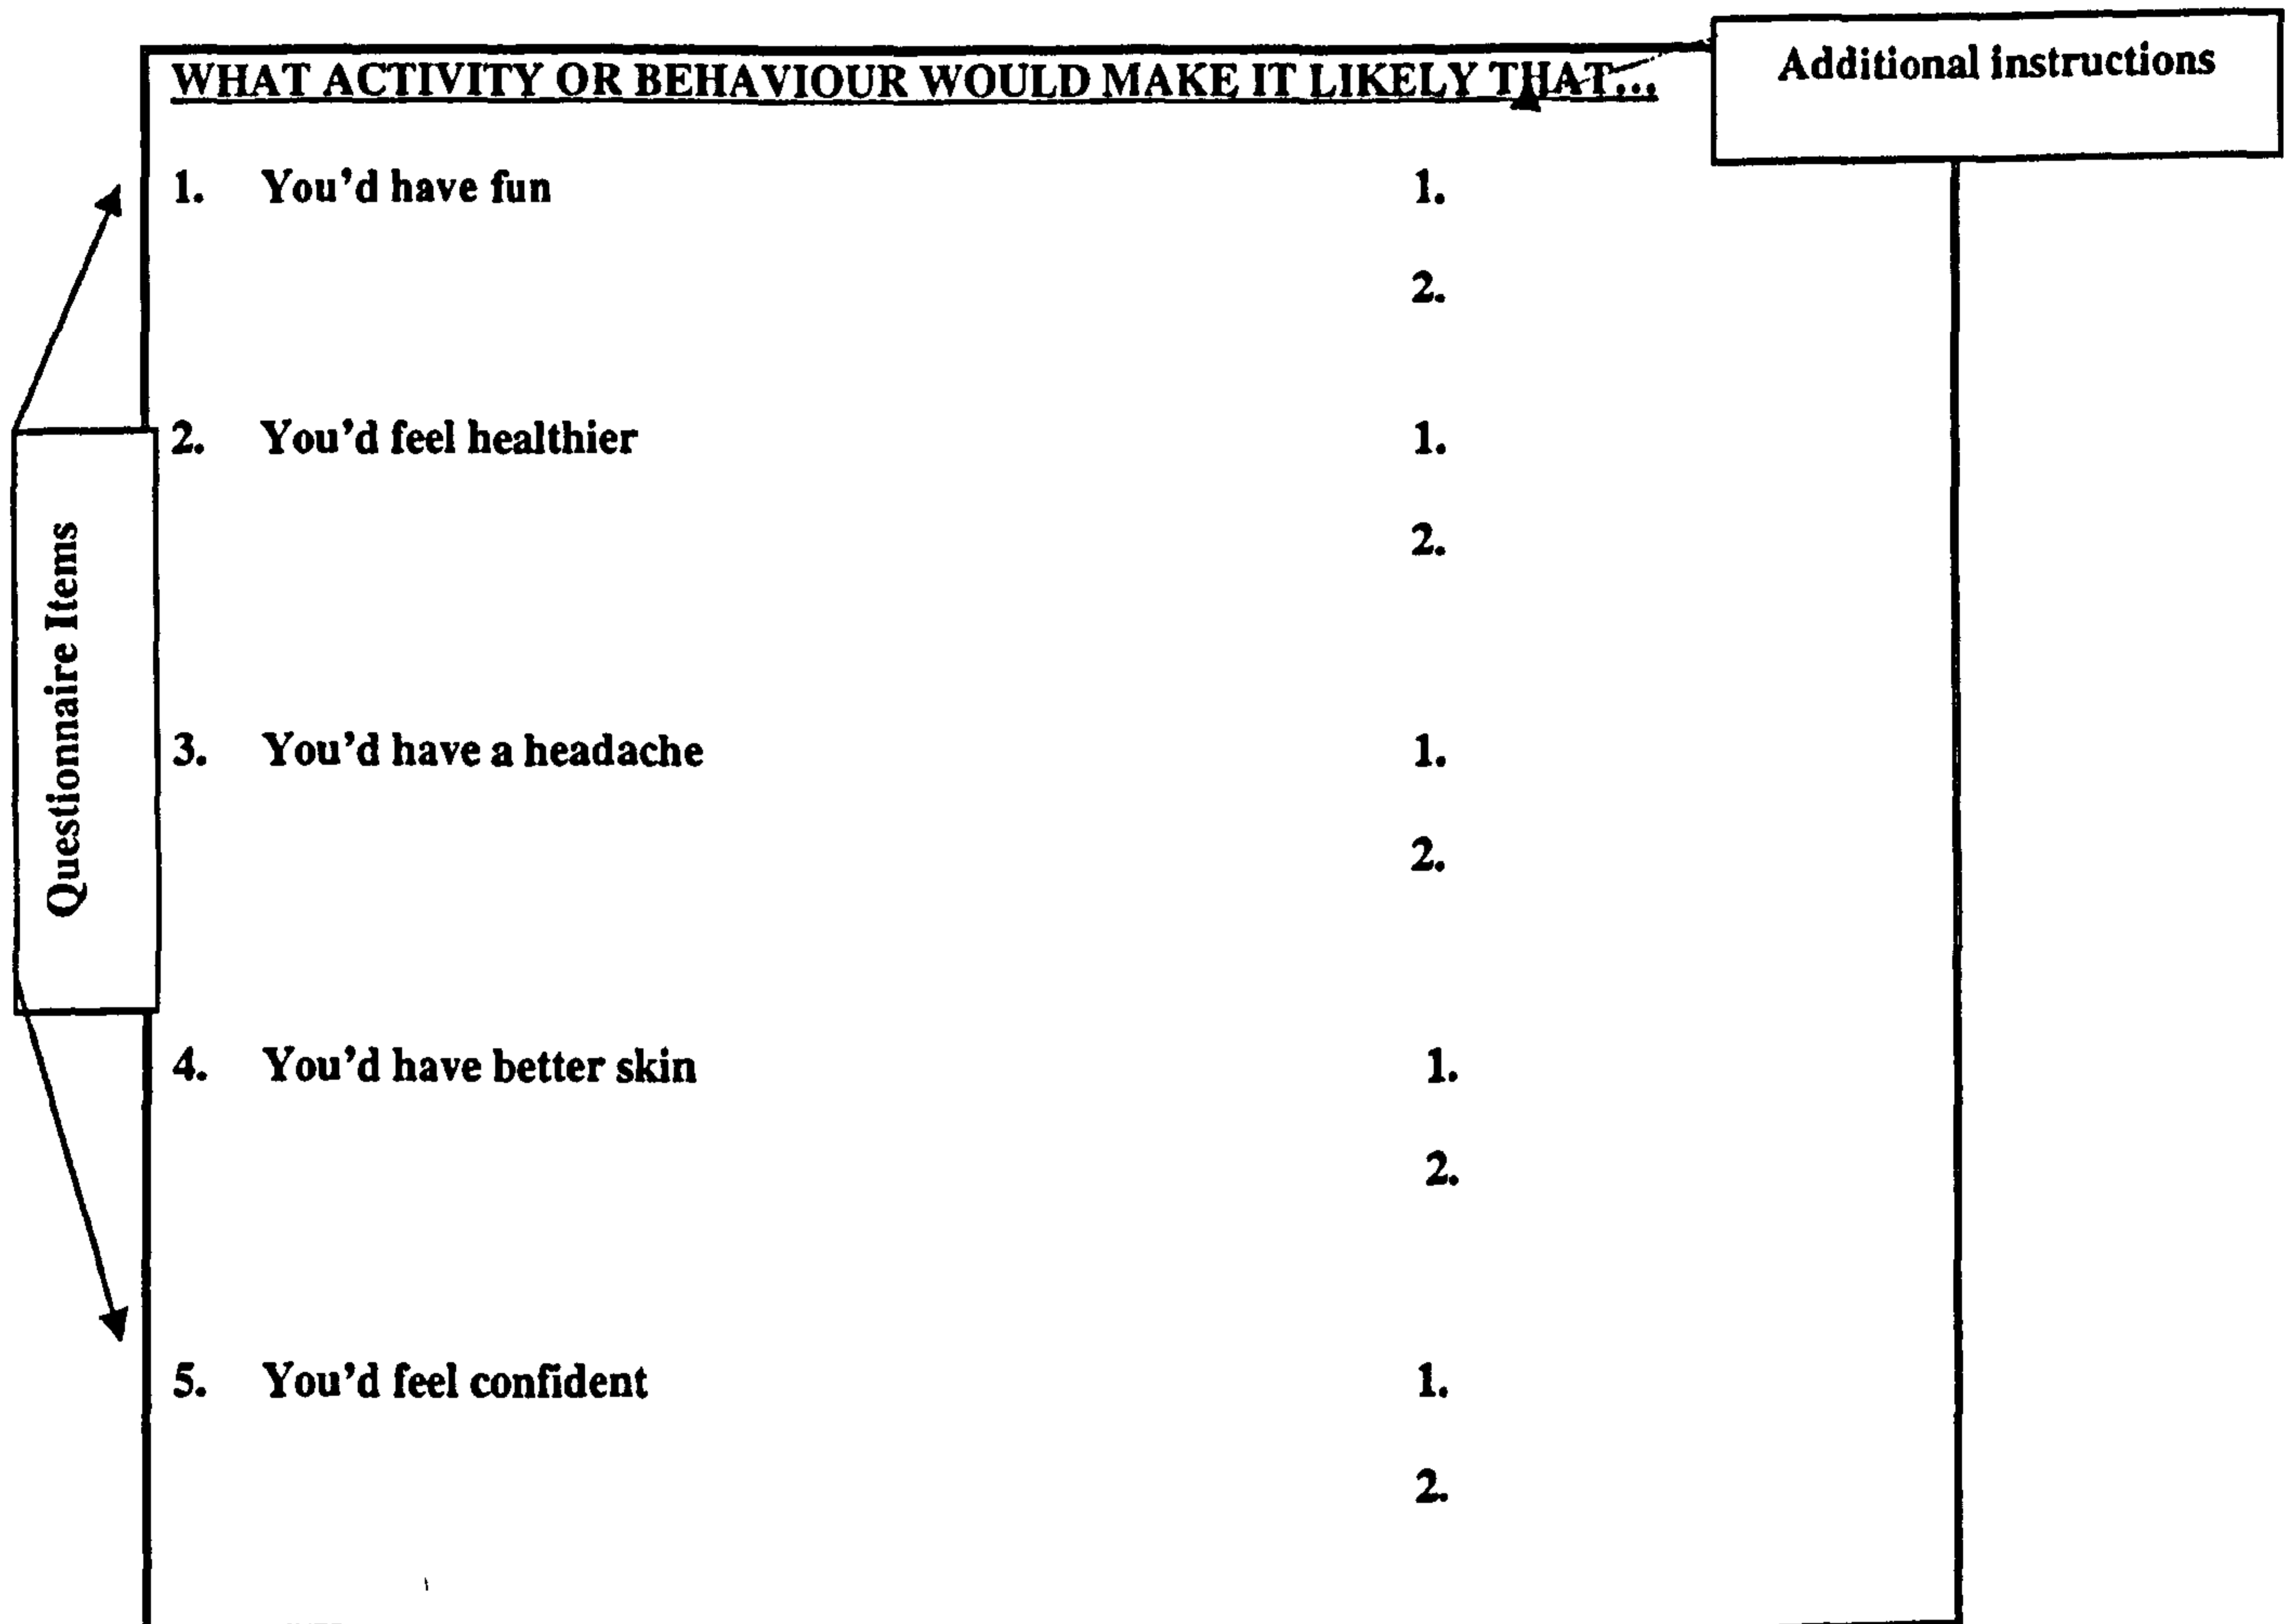 Additional instructions
WHAT ACTIVITY OR BEHAVIOUR WOULD MAKE IT LIKELY THAT...
1. You'd have fun 1.
2.
2. You'd feel healthier 1.
2.
Questionnaire Items
3. You'd have a headache 1.
2.
4. You'd have better skin 1.
2.
5. You'd feel confident 1.
2.